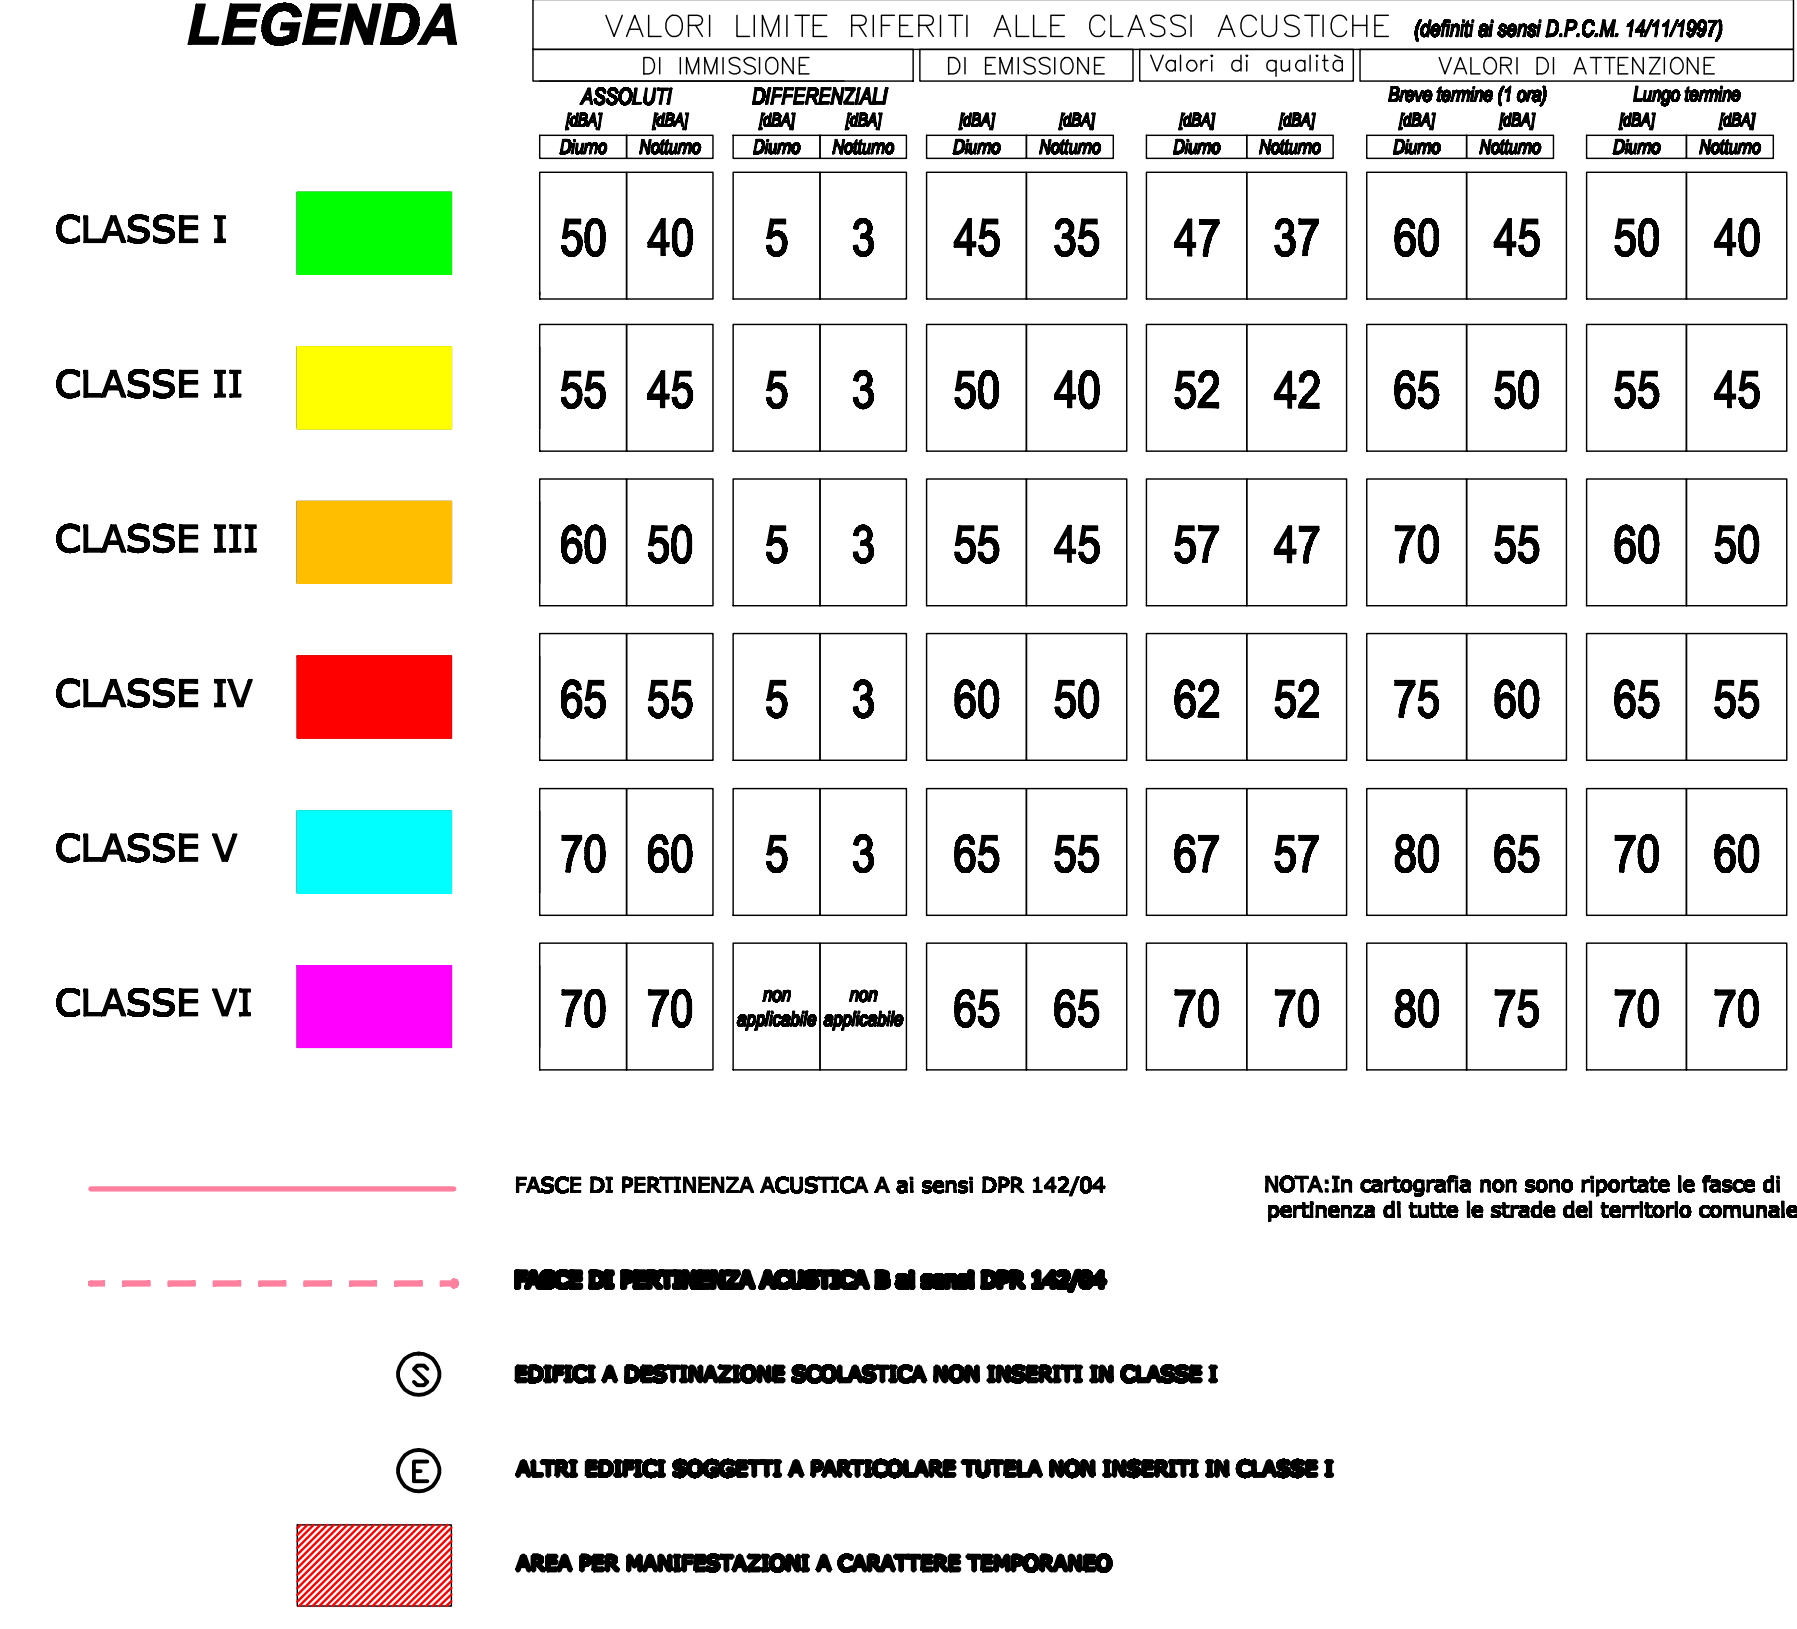 LEGENDA
VALORI LIMITE RIFERITI ALLE CLASSI ACUSTICHE (definiti ai sensi D.P.C.M. 14/11/1997)
DI IMMISSIONE DI EMISSIONE Valori di qualità VALORI DI ATTENZIONE
ASSOLUTI DIFFERENZIALI Breve termine (1 ora) Lungo termine
[dBA] [dBA] [dBA] [dBA] [dBA] [dBA] [dBA] [dBA] [dBA] [dBA] [dBA] [dBA]
Diurno Notturno Diurno Notturno Diurno Notturno Diurno Notturno Diurno Notturno Diurno Notturno
CLASSE I 50 40 5 3 45 35 47 37 60 45 50 40
CLASSE II 55 45 5 3 50 40 52 42 65 50 55 45
CLASSE III 60 50 5 3 55 45 57 47 70 55 60 50
CLASSE IV 65 55 5 3 60 50 62 52 75 60 65 55
CLASSE V 70 60 5 3 65 55 67 57 80 65 70 60
CLASSE VI 70 70 non applicabile non applicabile 65 65 70 70 80 75 70 70
FASCE DI PERTINENZA ACUSTICA A ai sensi DPR 142/04
NOTA:In cartografia non sono riportate le fasce di
pertinenza di tutte le strade del territorio comunale
FASCE DI PERTINENZA ACUSTICA B ai sensi DPR 142/04
S EDIFICI A DESTINAZIONE SCOLASTICA NON INSERITI IN CLASSE I
E ALTRI EDIFICI SOGGETTI A PARTICOLARE TUTELA NON INSERITI IN CLASSE I
AREA PER MANIFESTAZIONI A CARATTERE TEMPORANEO